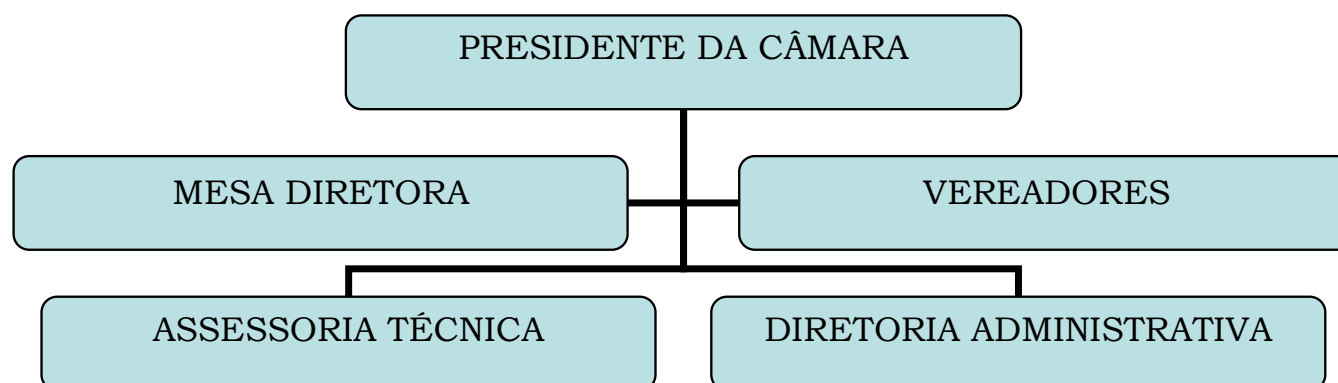 PRESIDENTE DA CÂMARA
MESA DIRETORA
VEREADORES
ASSESSORIA TÉCNICA
DIRETORIA ADMINISTRATIVA